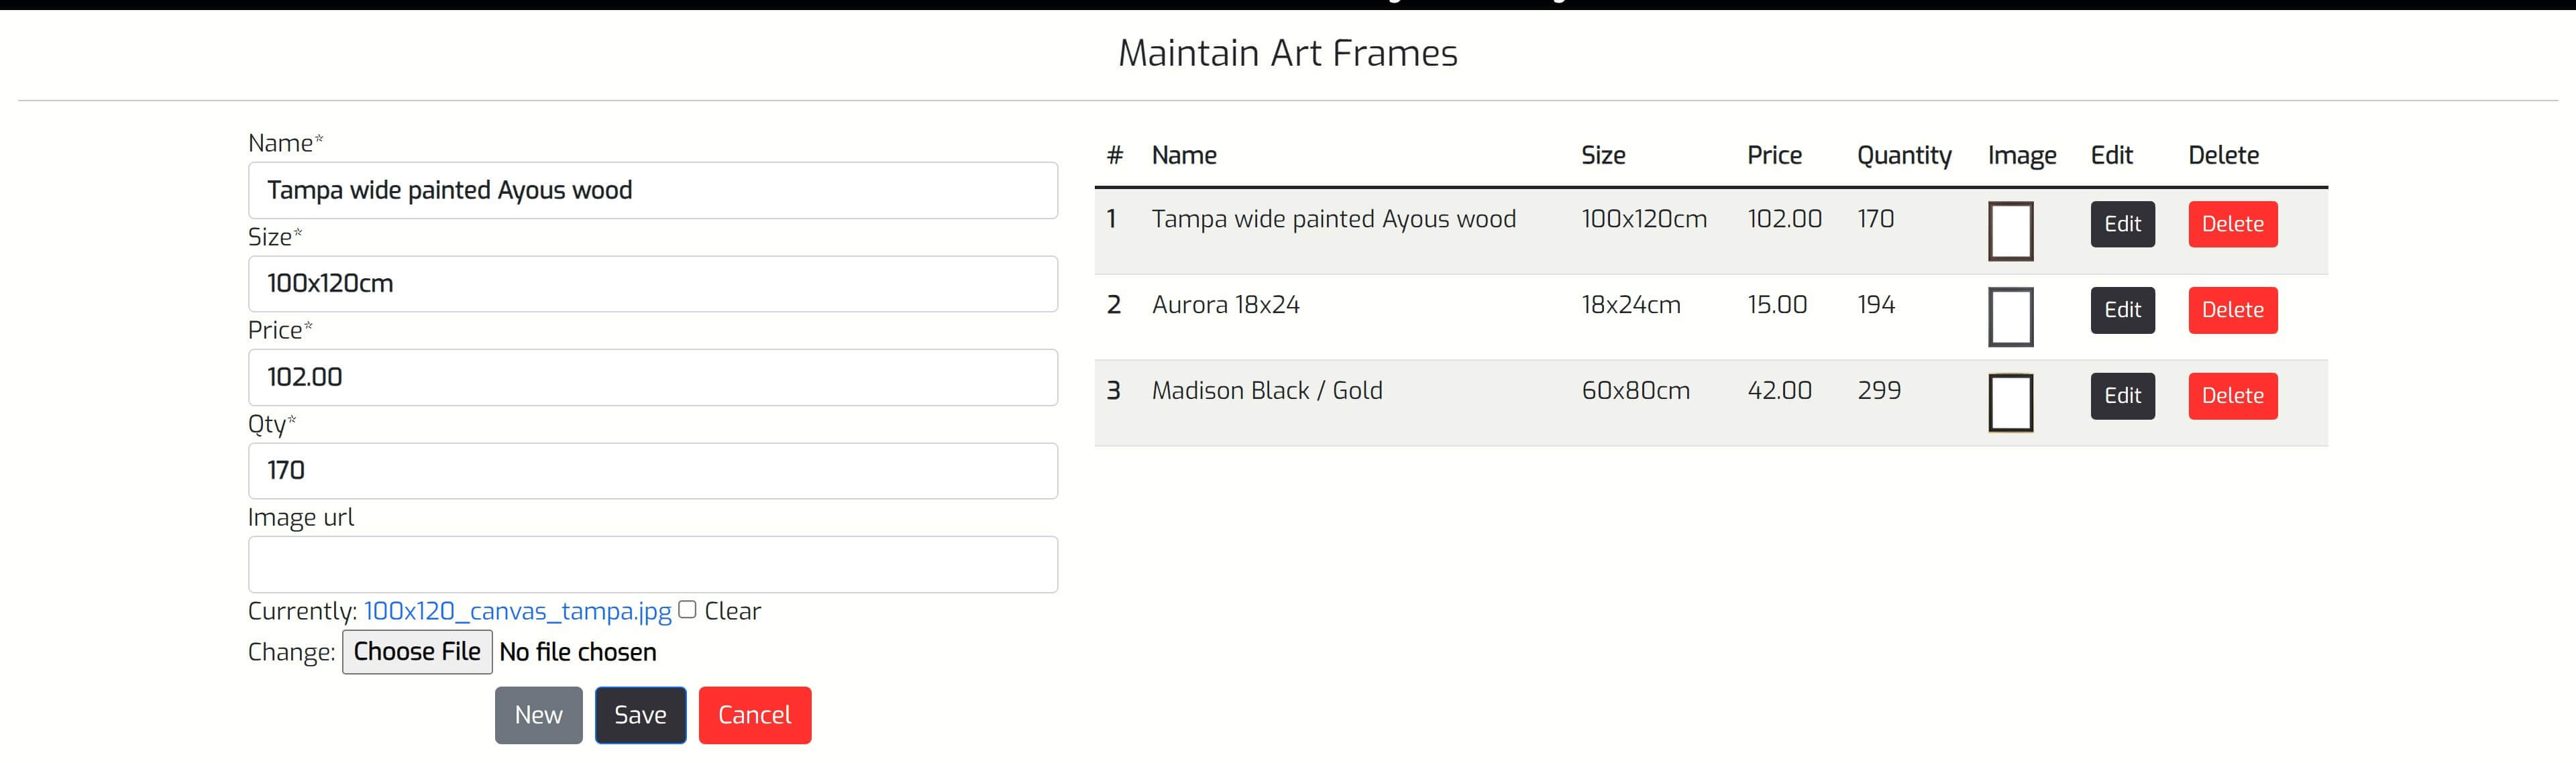 Maintain Art Frames
Name*
Tampa wide painted Ayous wood
Size*
100x120cm
Price*
102.00
Qty*
170
Image url
Currently: 100x120_canvas_tampa.jpg Clear
Change: Choose File No file chosen
New Save Cancel
# Name Size Price Quantity Image Edit Delete
1 Tampa wide painted Ayous wood 100x120cm 102.00 170 Edit Delete
2 Aurora 18x24 18x24cm 15.00 194 Edit Delete
3 Madison Black / Gold 60x80cm 42.00 299 Edit Delete